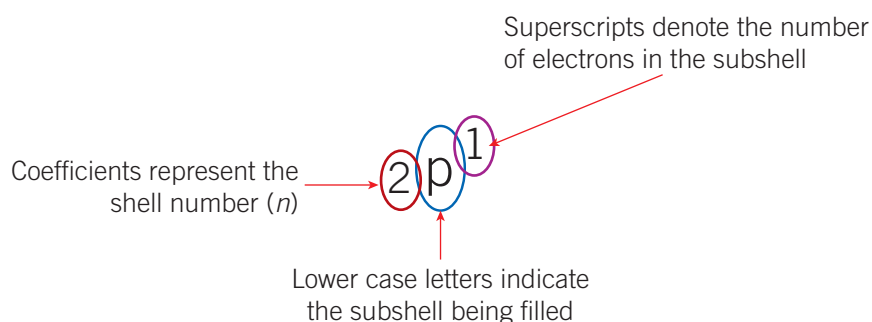 Superscripts denote the number
of electrons in the subshell
2p1
Coefficients represent the
shell number (n)
Lower case letters indicate
the subshell being filled